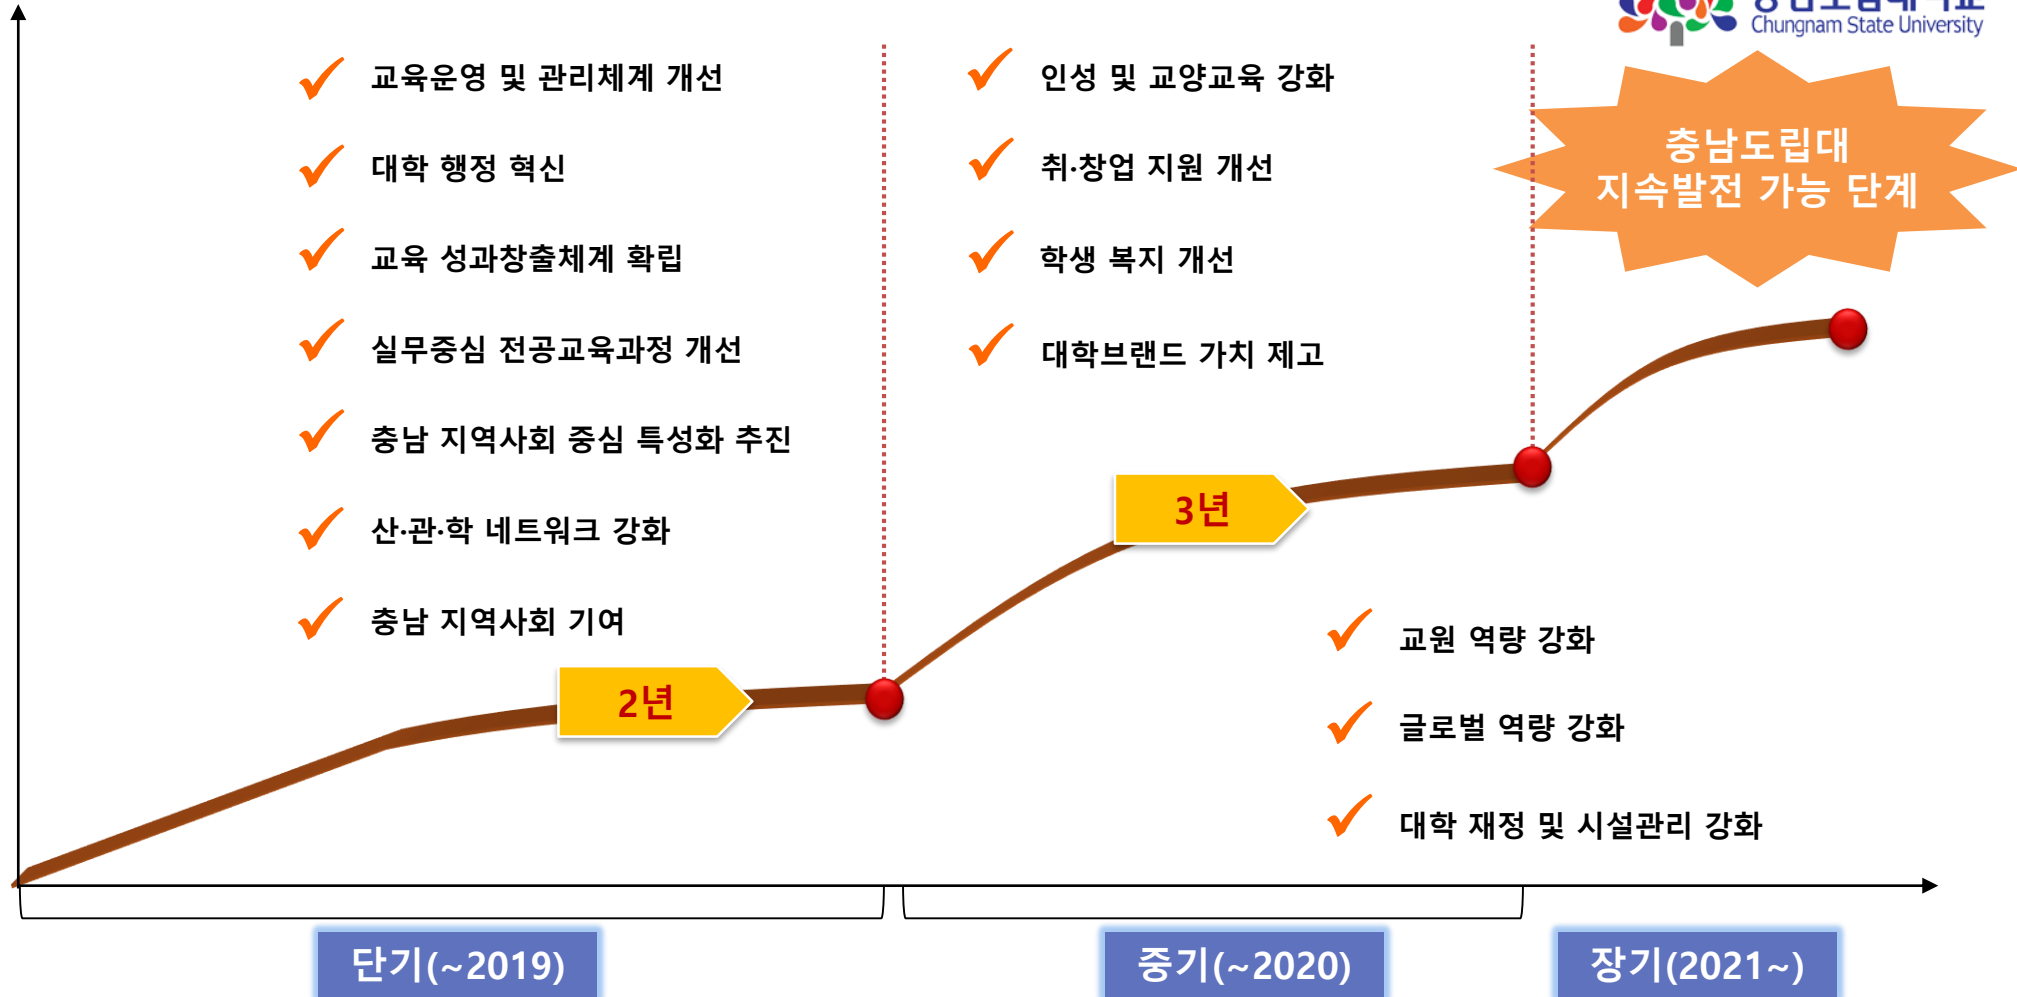 충남도립대학교
Chungnam State University
교육운영 및 관리체계 개선
대학 행정 혁신
교육 성과창출체계 확립
실무중심 전공교육과정 개선
충남 지역사회 중심 특성화 추진
산·관·학 네트워크 강화
충남 지역사회 기여
인성 및 교양교육 강화
취·창업 지원 개선
학생 복지 개선
대학브랜드 가치 제고
충남도립대
지속발전 가능 단계
3년
2년
교원 역량 강화
글로벌 역량 강화
대학 재정 및 시설관리 강화
단기(~2019)
중기(~2020)
장기(2021~)